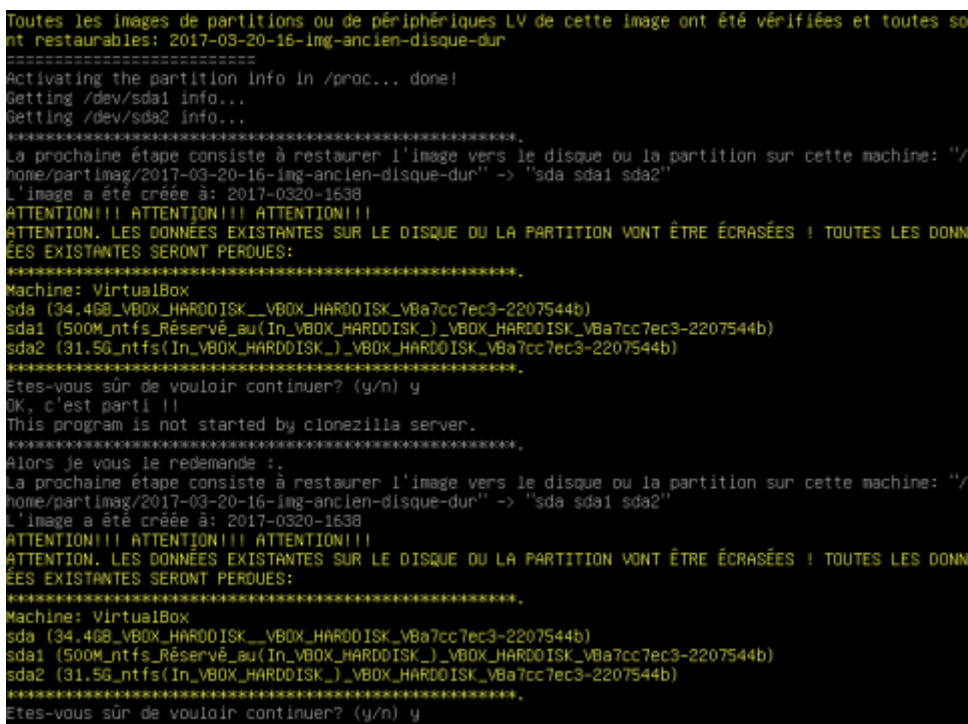 Toutes les images de partitions ou de périphériques LV de cette image ont été vérifiées et toutes so
nt restaurables: 2017-03-20-16-img-ancien-disque-dur
==========================
Activating the partition info in /proc... done!
Getting /dev/sda1 info...
Getting /dev/sda2 info...
*****************************************************.
La prochaine étape consiste à restaurer l'image vers le disque ou la partition sur cette machine: "/
home/partimag/2017-03-20-16-img-ancien-disque-dur" -> "sda sda1 sda2"
L'image a été créée à: 2017-0320-1638
ATTENTION!!! ATTENTION!!! ATTENTION!!!
ATTENTION. LES DONNÉES EXISTANTES SUR LE DISQUE OU LA PARTITION VONT ÊTRE ÉCRASÉES ! TOUTES LES DONN
ÉES EXISTANTES SERONT PERDUES:
*****************************************************.
Machine: VirtualBox
sda (34.4GB_VBOX_HARDDISK__VBOX_HARDDISK_VBa7cc7ec3-2207544b)
sda1 (500M_ntfs_Réservé_au(In_VBOX_HARDDISK_)_VBOX_HARDDISK_VBa7cc7ec3-2207544b)
sda2 (31.5G_ntfs(In_VBOX_HARDDISK_)_VBOX_HARDDISK_VBa7cc7ec3-2207544b)
*****************************************************.
Etes-vous sûr de vouloir continuer? (y/n) y
OK, c'est parti !!
This program is not started by clonezilla server.
*****************************************************.
Alors je vous le redemande :.
La prochaine étape consiste à restaurer l'image vers le disque ou la partition sur cette machine: "/
home/partimag/2017-03-20-16-img-ancien-disque-dur" -> "sda sda1 sda2"
L'image a été créée à: 2017-0320-1638
ATTENTION!!! ATTENTION!!! ATTENTION!!!
ATTENTION. LES DONNÉES EXISTANTES SUR LE DISQUE OU LA PARTITION VONT ÊTRE ÉCRASÉES ! TOUTES LES DONN
ÉES EXISTANTES SERONT PERDUES:
*****************************************************.
Machine: VirtualBox
sda (34.4GB_VBOX_HARDDISK__VBOX_HARDDISK_VBa7cc7ec3-2207544b)
sda1 (500M_ntfs_Réservé_au(In_VBOX_HARDDISK_)_VBOX_HARDDISK_VBa7cc7ec3-2207544b)
sda2 (31.5G_ntfs(In_VBOX_HARDDISK_)_VBOX_HARDDISK_VBa7cc7ec3-2207544b)
*****************************************************.
Etes-vous sûr de vouloir continuer? (y/n) y